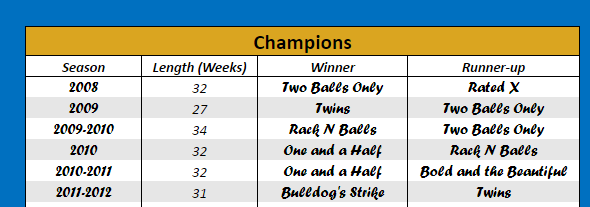 Champions
Season Length (Weeks) Winner Runner-up
2008 32 Two Balls Only Rated X
2009 27 Twins Two Balls Only
2009-2010 34 Rack N Balls Two Balls Only
2010 32 One and a Half Rack N Balls
2010-2011 32 One and a Half Bold and the Beautiful
2011-2012 31 Bulldog's Strike Twins